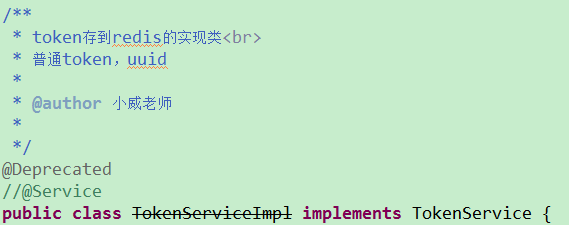 /**
 * token存到redis的实现类<br>
 * 普通token，uuid
 *
 * @author 小威老师
 *
 */
@Deprecated
//@Service
public class TokenServiceImpl implements TokenService {